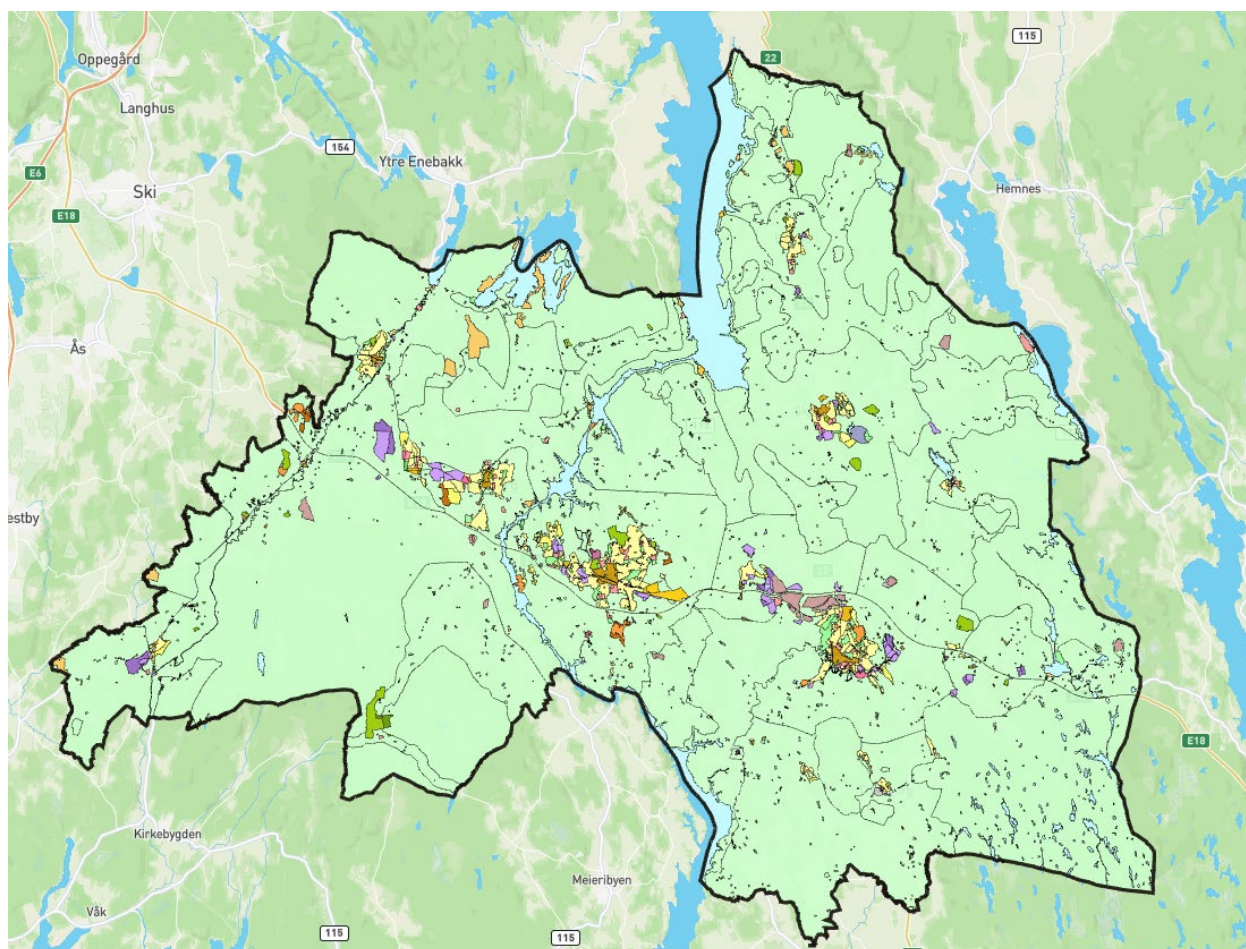 Oppegård
22
115
Langhus
154
Ytre Enebakk
E6
Ski
Hemnes
E18
Ås
estby
E18
Kirkebygden
Meieribyen
Våk
115
115